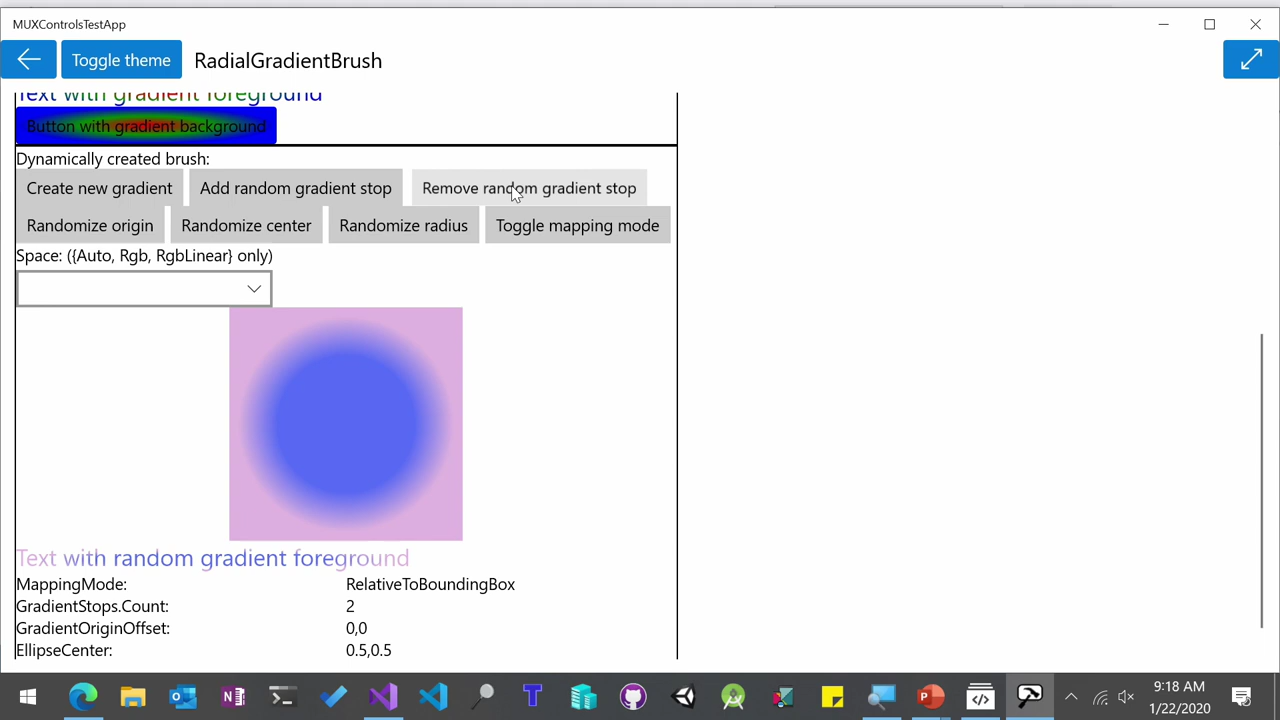 MUXControlsTestApp
Toggle theme RadialGradientBrush
Text with gradient foreground
Button with gradient background
Dynamically created brush:
Create new gradient Add random gradient stop Remove random gradient stop
Randomize origin Randomize center Randomize radius Toggle mapping mode
Space: ({Auto, Rgb, RgbLinear} only)
Text with random gradient foreground
MappingMode: RelativeToBoundingBox
GradientStops.Count: 2
GradientOriginOffset: 0,0
EllipseCenter: 0.5,0.5
9:18 AM
1/22/2020